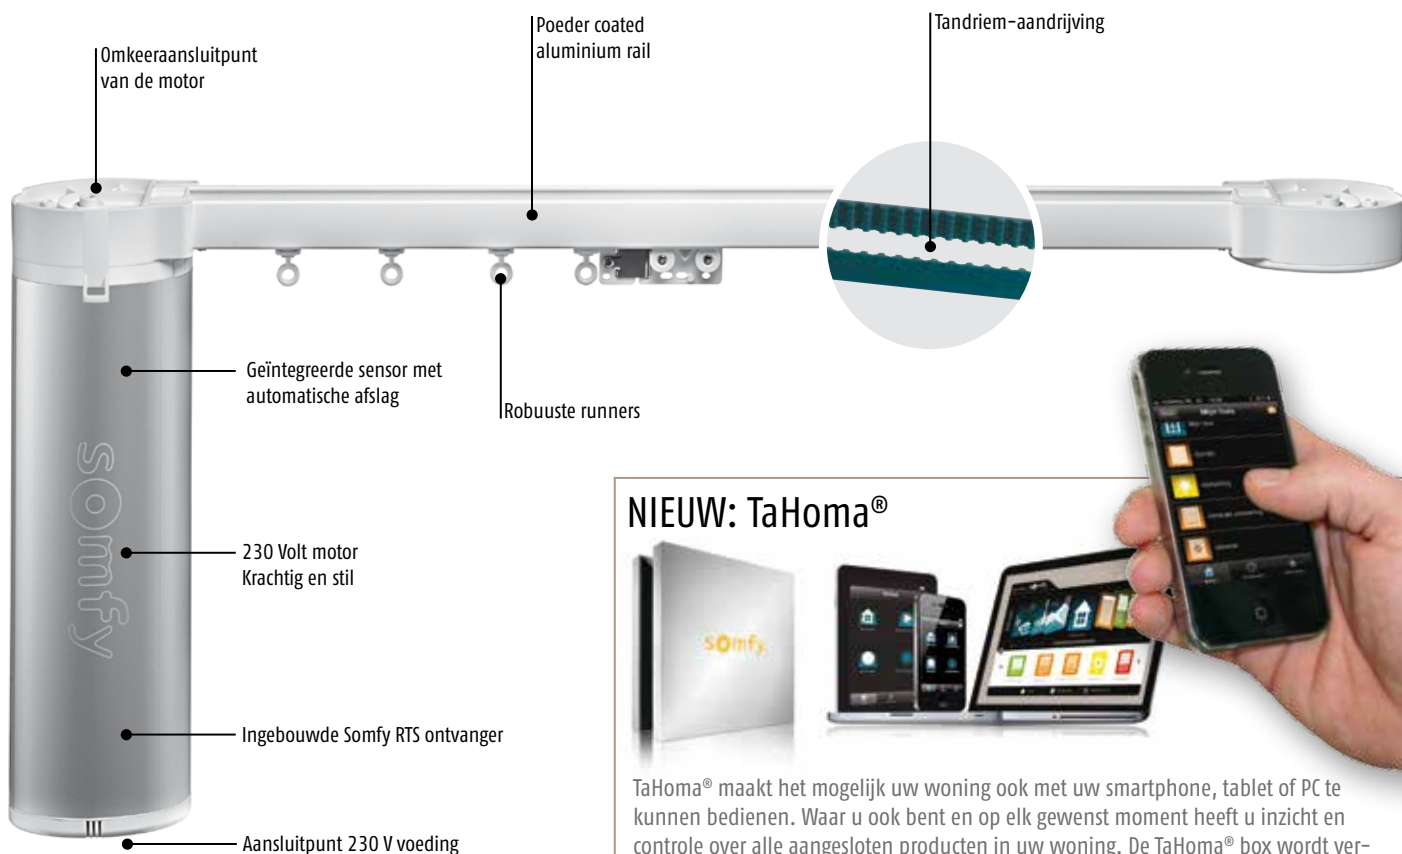 Omkeeraansluitpunt
van de motor
Poeder coated
aluminium rail
Tandriem-aandrijving
Geïntegreerde sensor met
automatische afslag
Robuuste runners
somfy
230 Volt motor
Krachtig en stil
Ingebouwde Somfy RTS ontvanger
Aansluitpunt 230 V voeding
NIEUW: TaHoma®
somfy.
TaHoma® maakt het mogelijk uw woning ook met uw smartphone, tablet of PC te
kunnen bedienen. Waar u ook bent en op elk gewenst moment heeft u inzicht en
controle over alle aangesloten producten in uw woning. De TaHoma® box wordt ver-